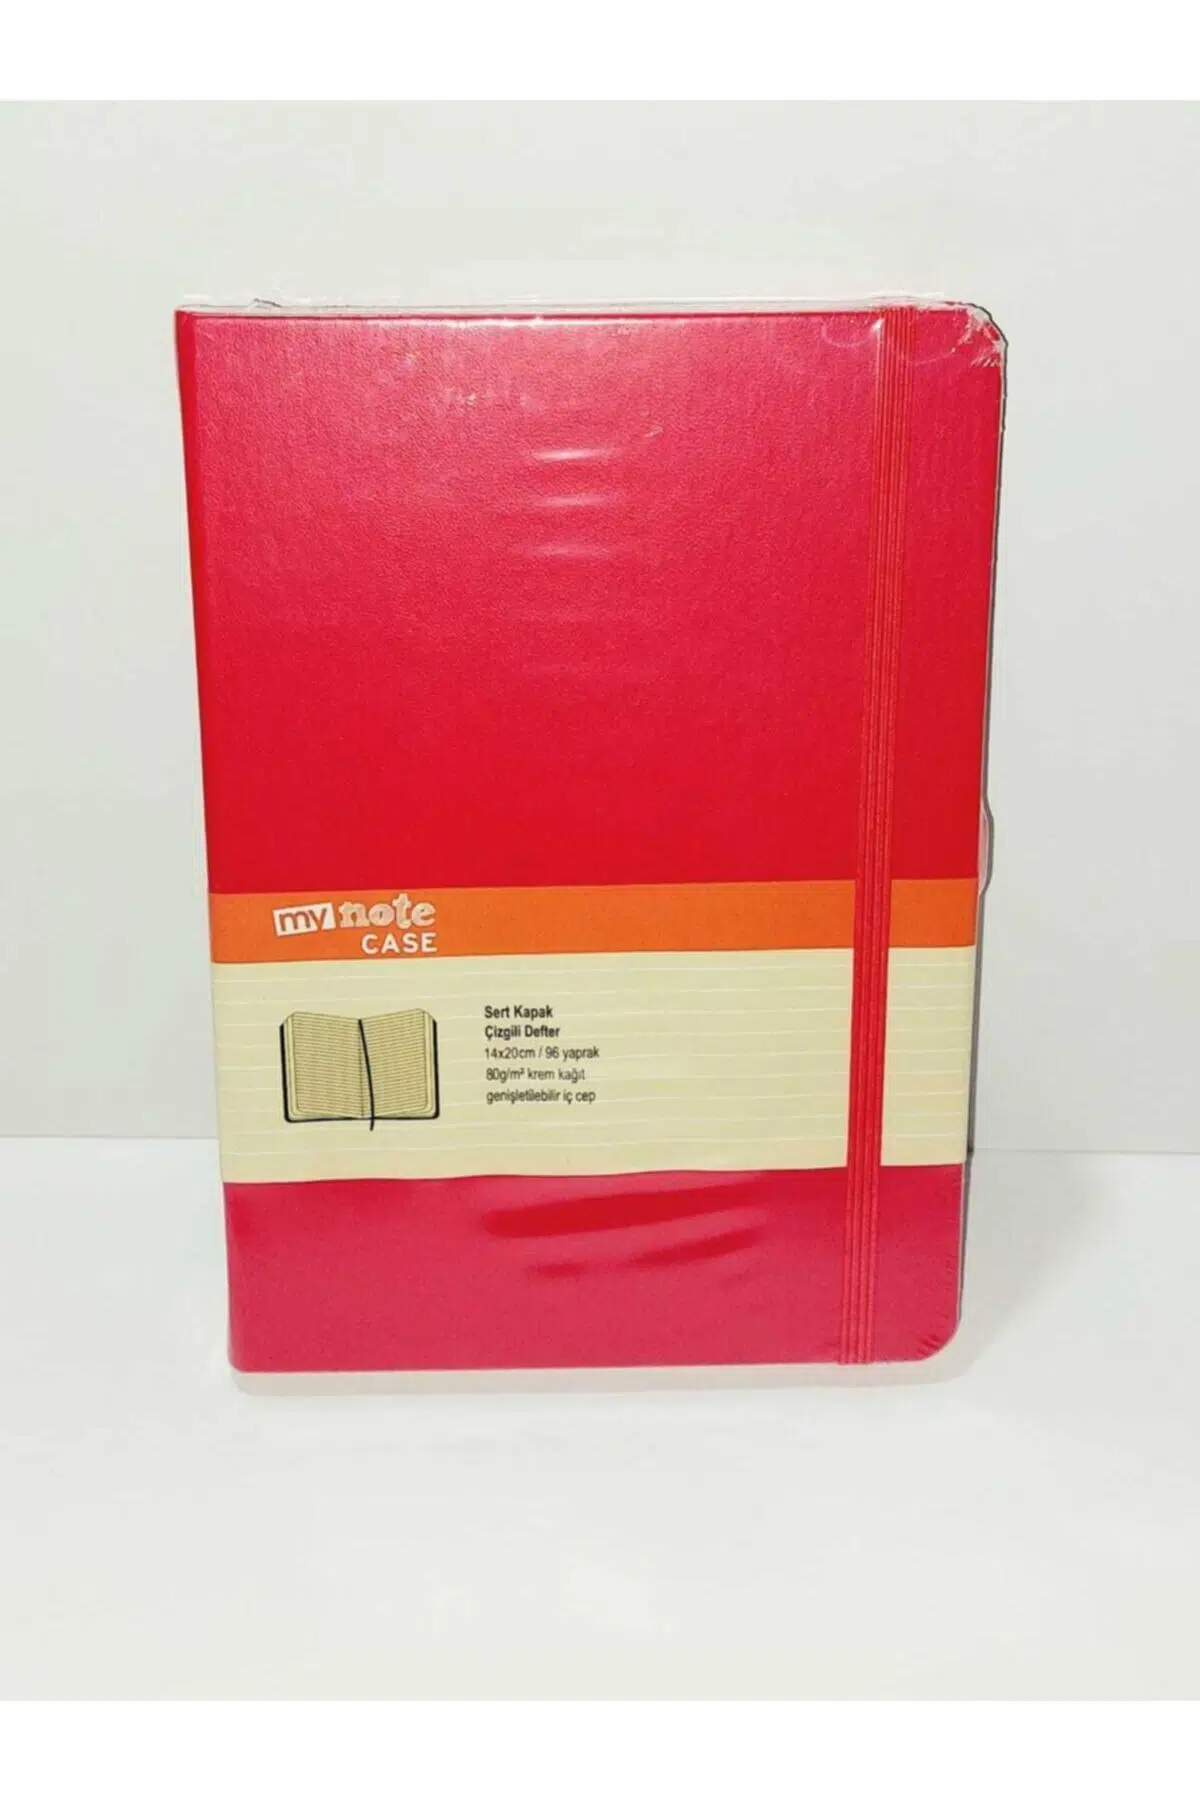 my note
CASE
Sert Kapak
Çizgili Defter
14x20cm / 96 yaprak
80g/m² krem kağıt
genişletilebilir iç cep